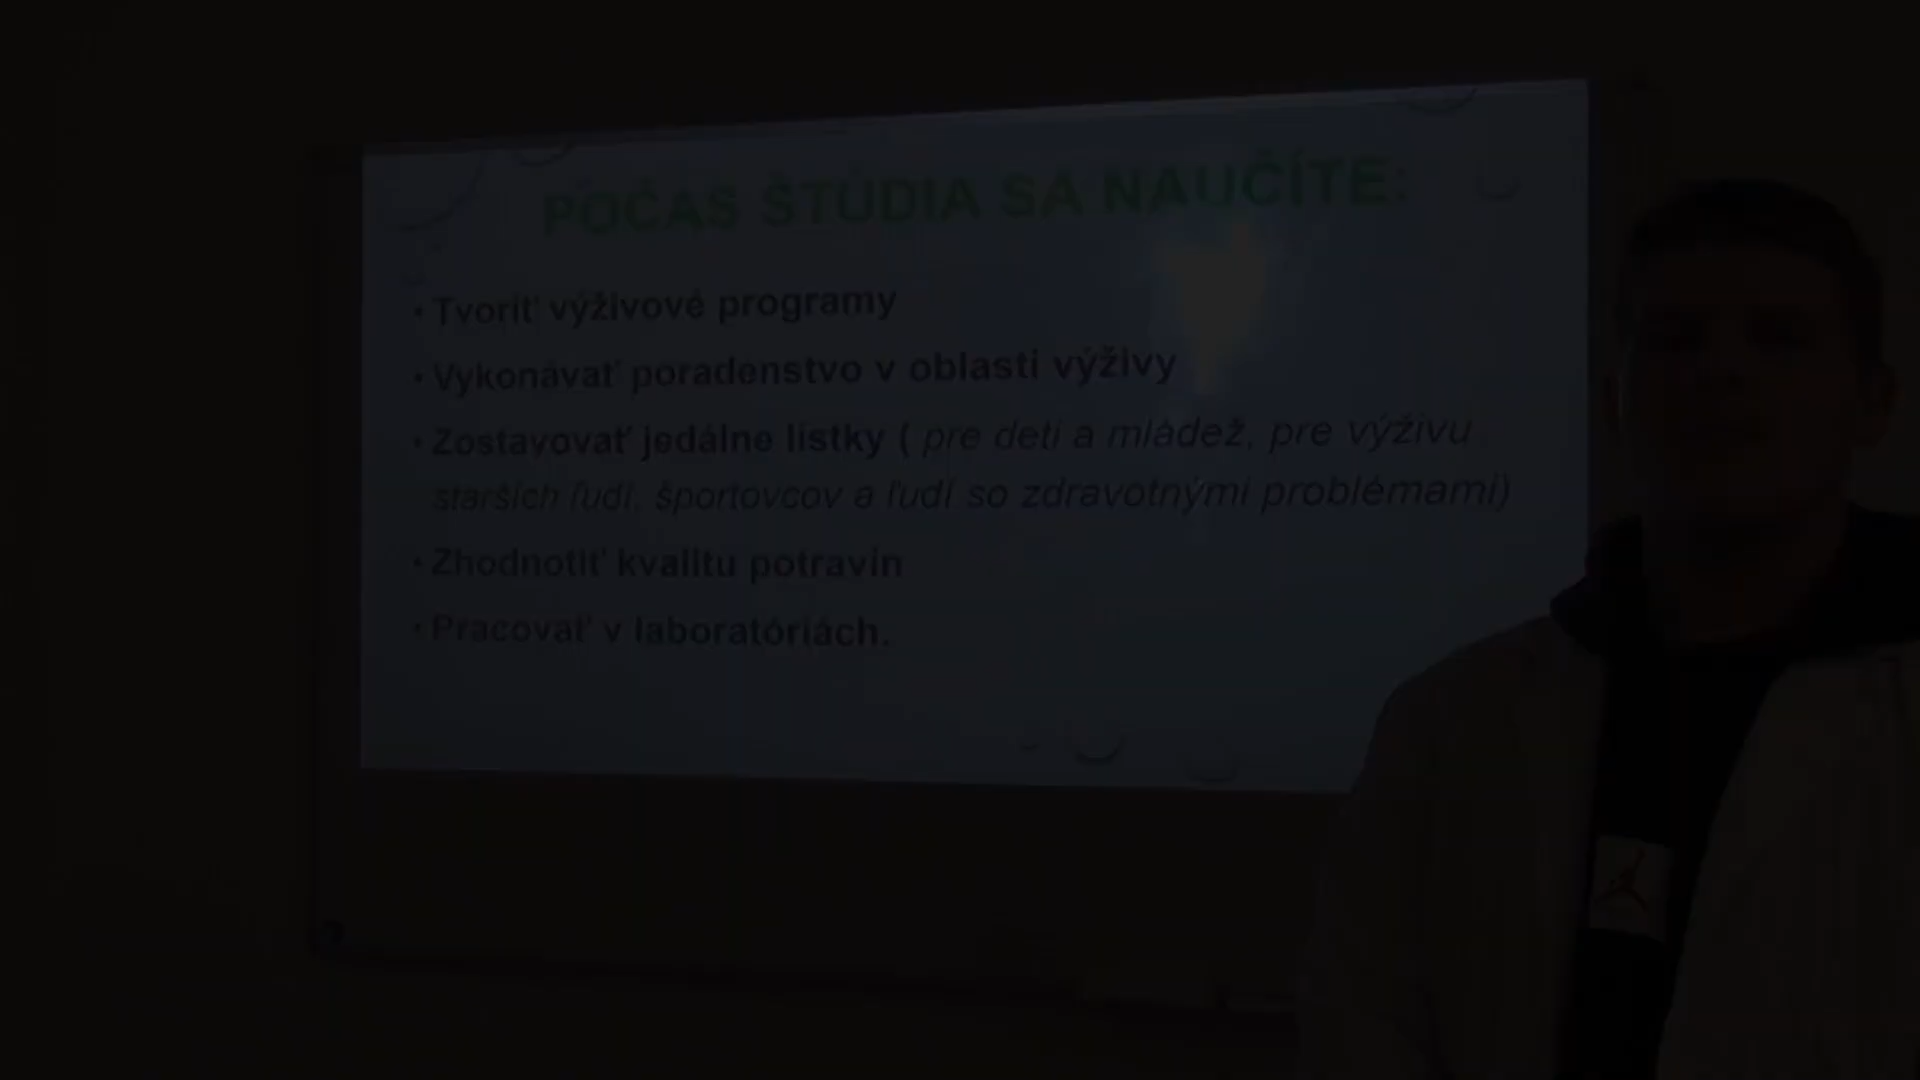 POČAS ŠTÚDIA SA NAUČÍTE:
• Tvoriť výživové programy
• Vykonávať poradenstvo v oblasti výživy
• Zostavovať jedálne lístky ( pre deti a mládež, pre výživu
starších ľudí, športovcov a ľudí so zdravotnými problémami)
• Zhodnotiť kvalitu potravín
• Pracovať v laboratóriách.